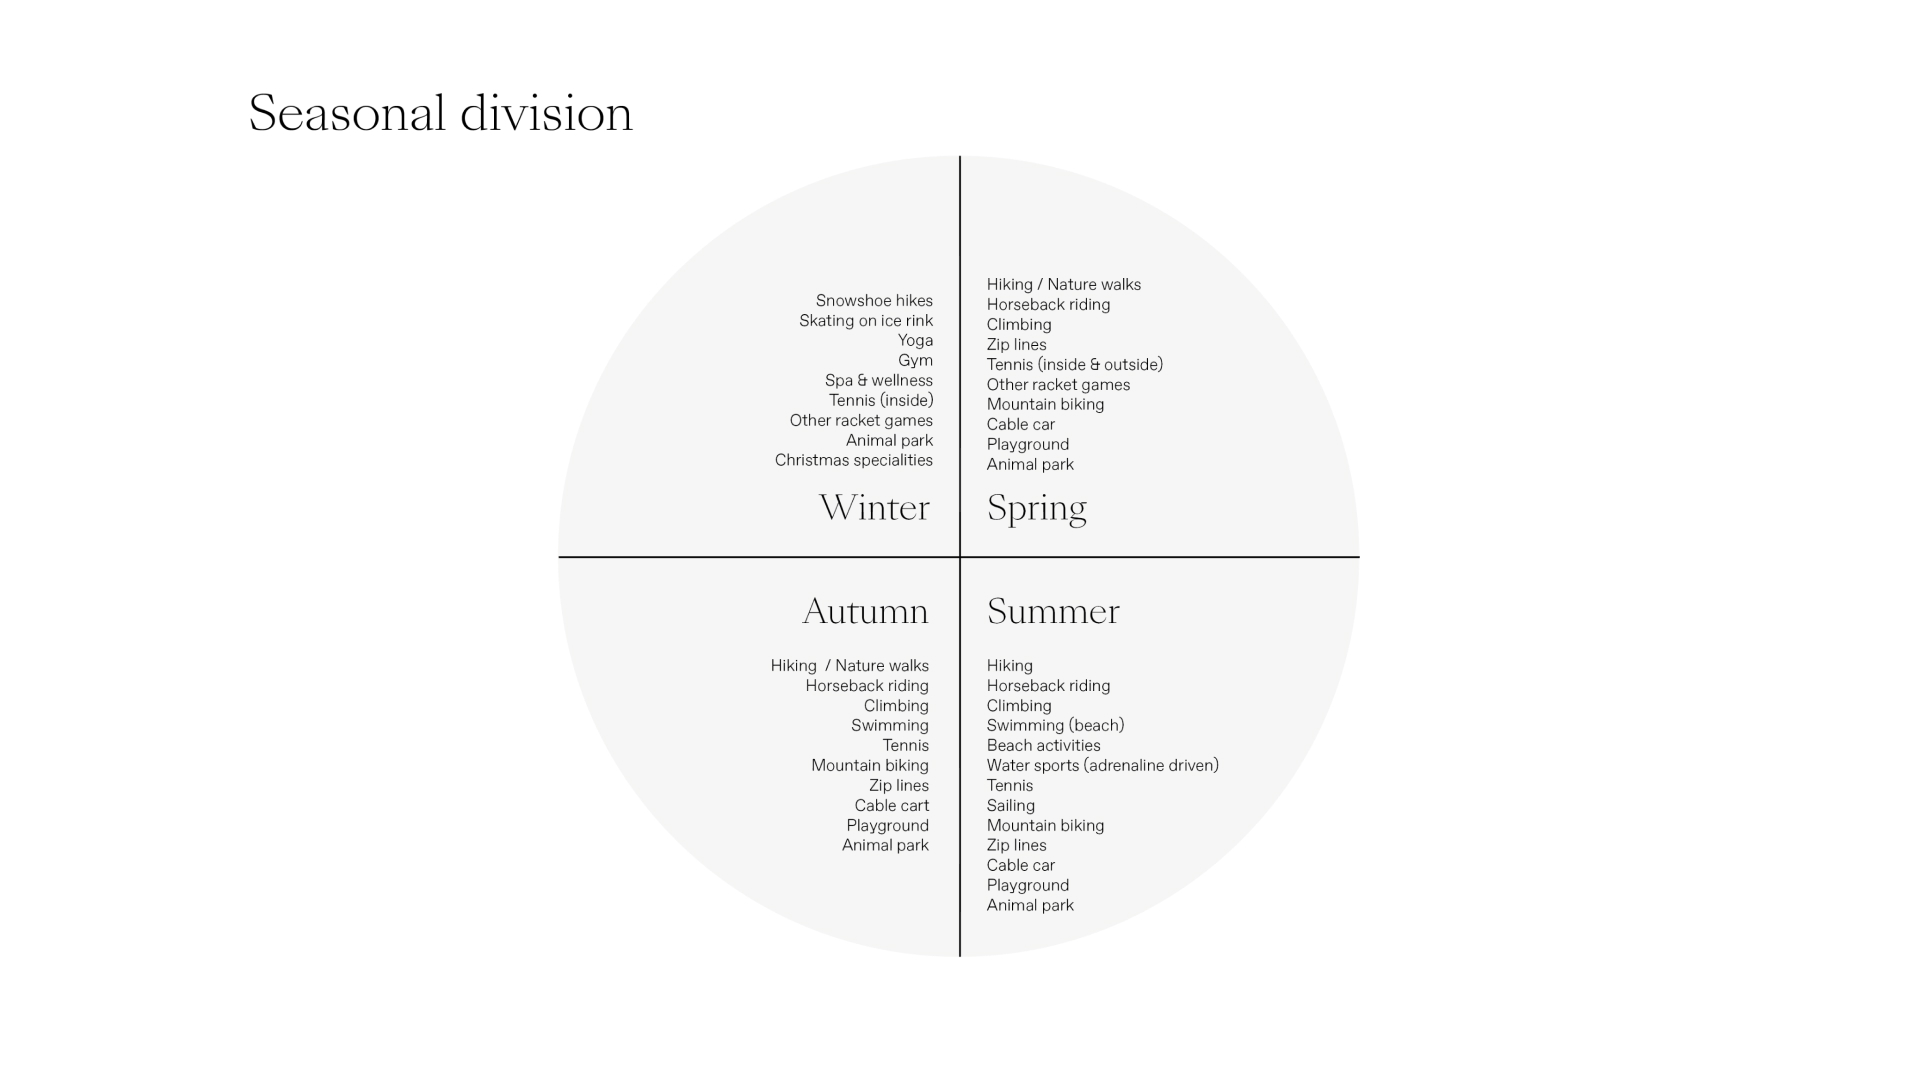 Seasonal division
Snowshoe hikes
Skating on ice rink
Yoga
Gym
Spa & wellness
Tennis (inside)
Other racket games
Animal park
Christmas specialities
Winter
Hiking / Nature walks
Horseback riding
Climbing
Zip lines
Tennis (inside & outside)
Other racket games
Mountain biking
Cable car
Playground
Animal park
Spring
Autumn
Hiking  / Nature walks
Horseback riding
Climbing
Swimming
Tennis
Mountain biking
Zip lines
Cable cart
Playground
Animal park
Summer
Hiking
Horseback riding
Climbing
Swimming (beach)
Beach activities
Water sports (adrenaline driven)
Tennis
Sailing
Mountain biking
Zip lines
Cable car
Playground
Animal park